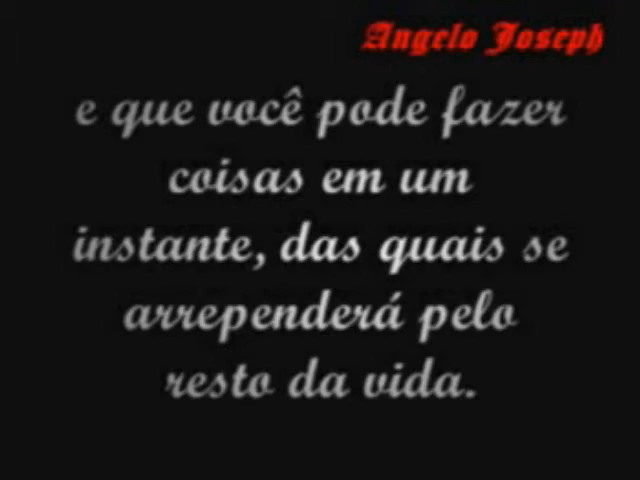 Angelo Joseph
e que você pode fazer
coisas em um
instante, das quais se
arrependerá pelo
resto da vida.